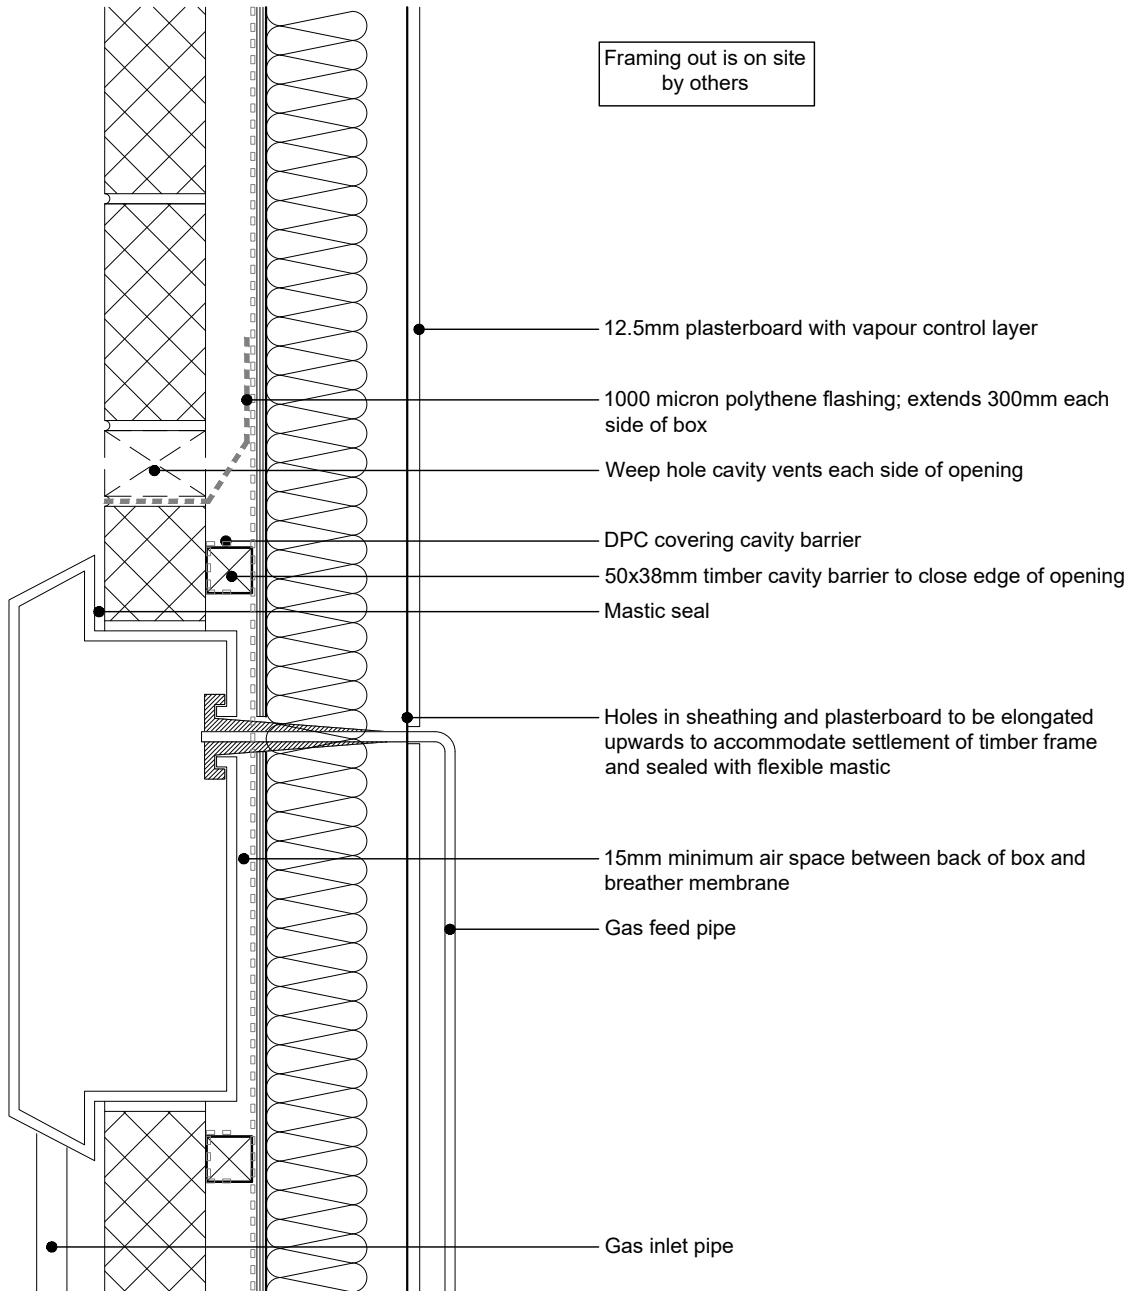 Framing out is on site
by others
12.5mm plasterboard with vapour control layer
1000 micron polythene flashing; extends 300mm each
side of box
Weep hole cavity vents each side of opening
DPC covering cavity barrier
50x38mm timber cavity barrier to close edge of opening
Mastic seal
Holes in sheathing and plasterboard to be elongated
upwards to accommodate settlement of timber frame
and sealed with flexible mastic
15mm minimum air space between back of box and
breather membrane
Gas feed pipe
Gas inlet pipe